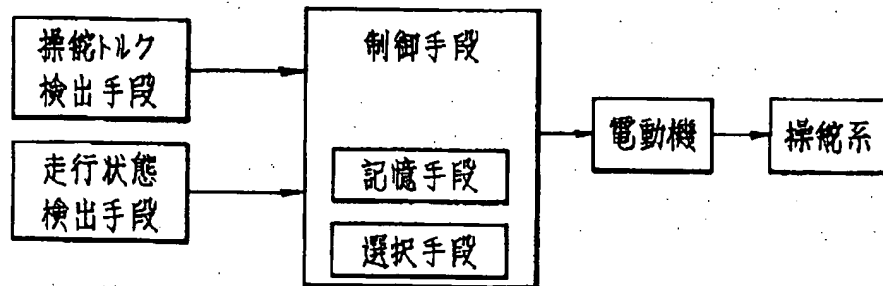 操舵トルク
検出手段
走行状態
検出手段
制御手段
記憶手段
選択手段
電動機
操舵系